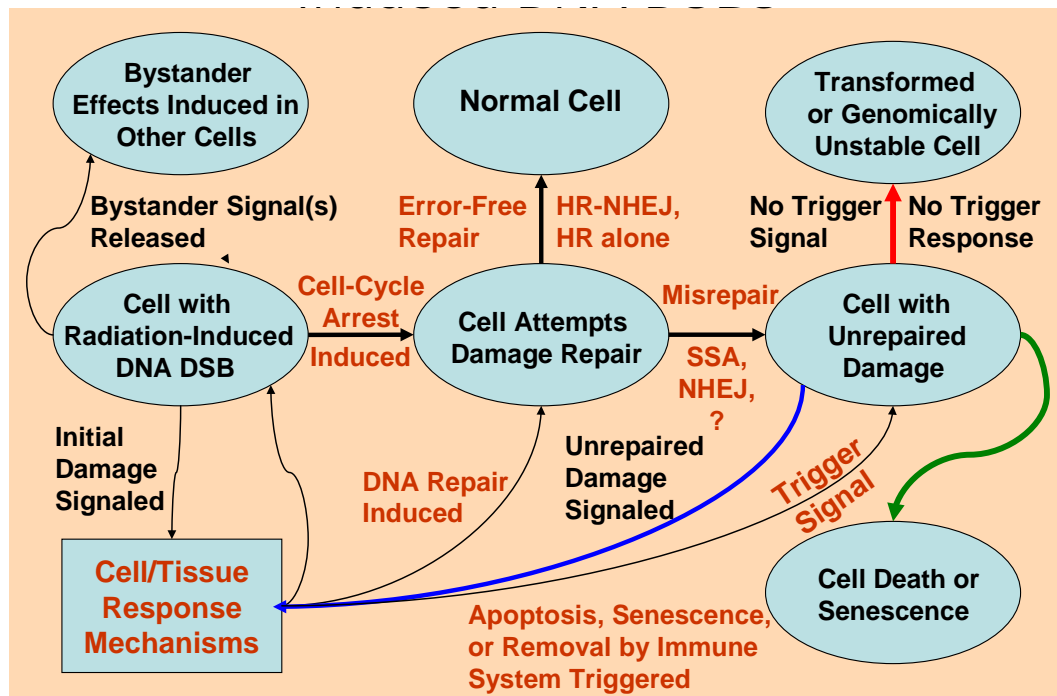 Bystander
Effects Induced in
Other Cells
Normal Cell
Transformed
or Genomically
Unstable Cell
Bystander Signal(s)
Released
Error-Free
Repair
HR-NHEJ,
HR alone
No Trigger
Signal
No Trigger
Response
Cell with
Radiation-Induced
DNA DSB
Cell-Cycle
Arrest
Induced
Cell Attempts
Damage Repair
Misrepair
SSA,
NHEJ,
?
Cell with
Unrepaired
Damage
Initial
Damage
Signaled
DNA Repair
Induced
Unrepaired
Damage
Signaled
Trigger
Signal
Cell/Tissue
Response
Mechanisms
Apoptosis, Senescence,
or Removal by Immune
System Triggered
Cell Death or
Senescence